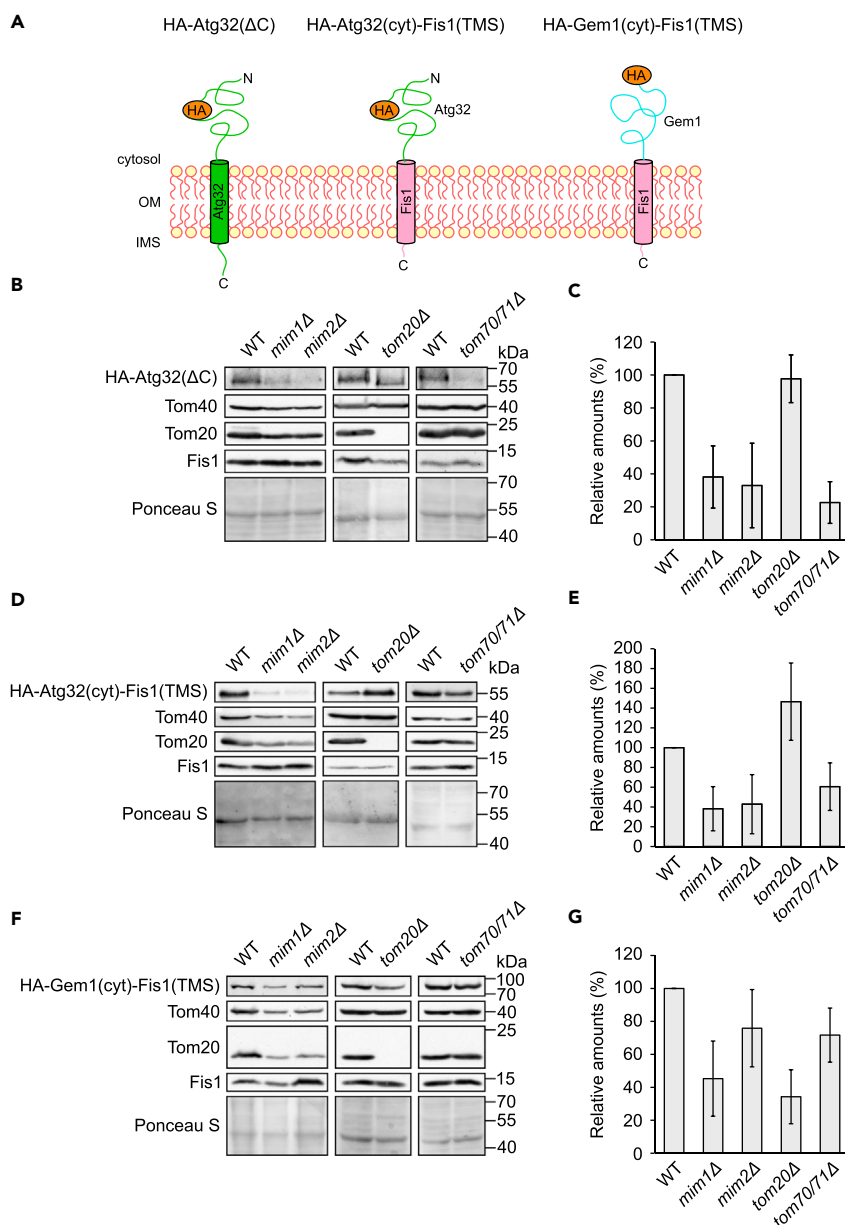 A
HA-Atg32(ΔC) HA-Atg32(cyt)-Fis1(TMS) HA-Gem1(cyt)-Fis1(TMS)
N N HA
HA HA Atg32 Gem1
cytosol
OM Atg32 Fis1 Fis1
IMS
C C C
B
WT mim1Δ mim2Δ WT tom20Δ WT tom70/71Δ
kDa
HA-Atg32(ΔC) 70
55
Tom40 40
25
Tom20
15
Fis1
70
Ponceau S 55
40
C
Relative amounts (%)
120
100
80
60
40
20
0
WT mim1Δ mim2Δ tom20Δ tom70/71Δ
D
WT mim1Δ mim2Δ WT tom20Δ WT tom70/71Δ
kDa
HA-Atg32(cyt)-Fis1(TMS) 55
Tom40 40
25
Tom20
15
Fis1
70
Ponceau S 55
40
E
Relative amounts (%)
200
180
160
140
120
100
80
60
40
20
0
WT mim1Δ mim2Δ tom20Δ tom70/71Δ
F
WT mim1Δ mim2Δ WT tom20Δ WT tom70/71Δ
kDa
HA-Gem1(cyt)-Fis1(TMS) 100
70
Tom40 40
25
Tom20
Fis1 15
70
Ponceau S 55
40
G
Relative amounts (%)
120
100
80
60
40
20
0
WT mim1Δ mim2Δ tom20Δ tom70/71Δ